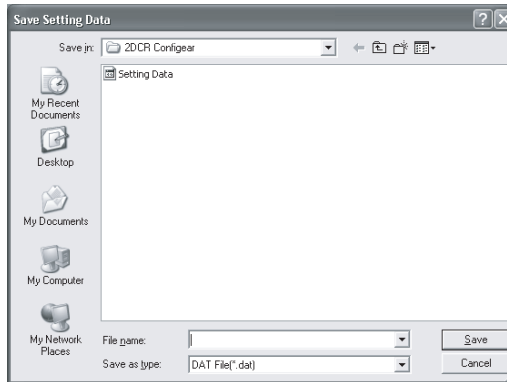 Save Setting Data
Save in:
2DCR Configear
Setting Data
My Recent
Documents
Desktop
My Documents
My Computer
My Network
Places
File name:
Save as type:
DAT File(*.dat)
Save
Cancel